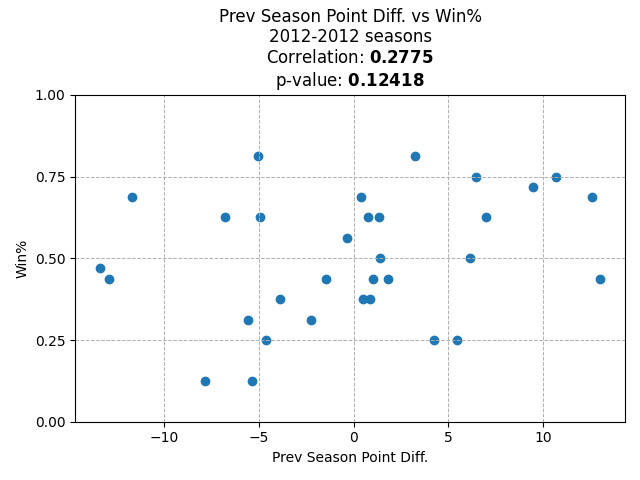 Prev Season Point Diff. vs Win%
2012-2012 seasons
Correlation: 0.2775
p-value: 0.12418
1.00
0.75
0.50
0.25
0.00
Win%
−10 −5 0 5 10
Prev Season Point Diff.